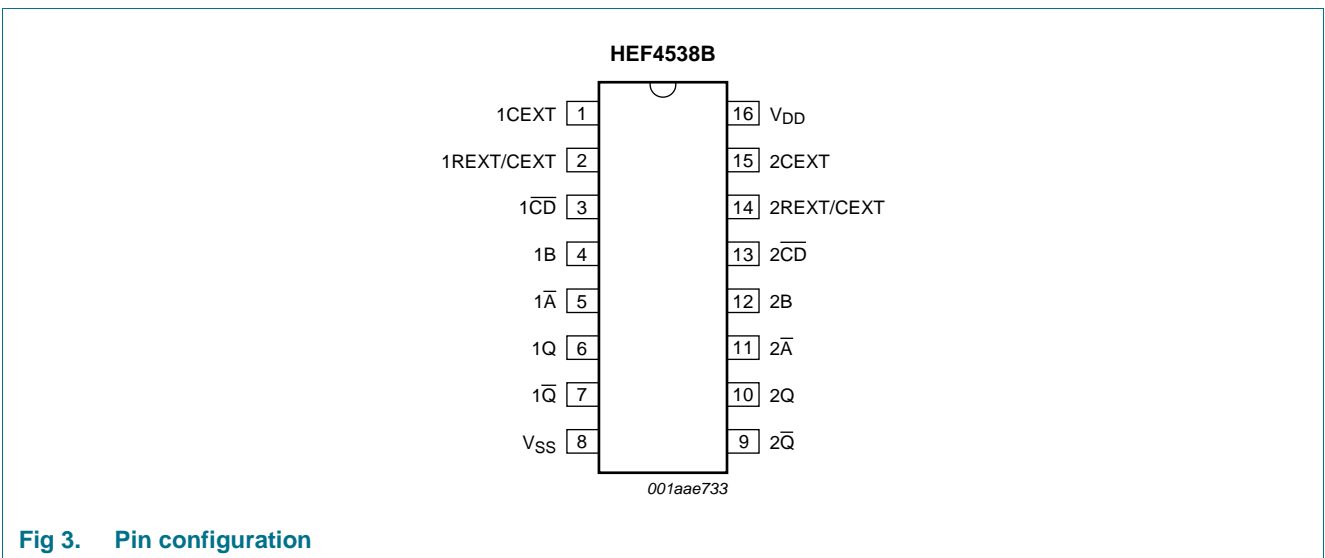 HEF4538B
1CEXT 1 16 VDD
1REXT/CEXT 2 15 2CEXT
1C̅D̅ 3 14 2REXT/CEXT
1B 4 13 2C̅D̅
1A̅ 5 12 2B
1Q 6 11 2A̅
1Q̅ 7 10 2Q
VSS 8 9 2Q̅
001aae733
Fig 3. Pin configuration